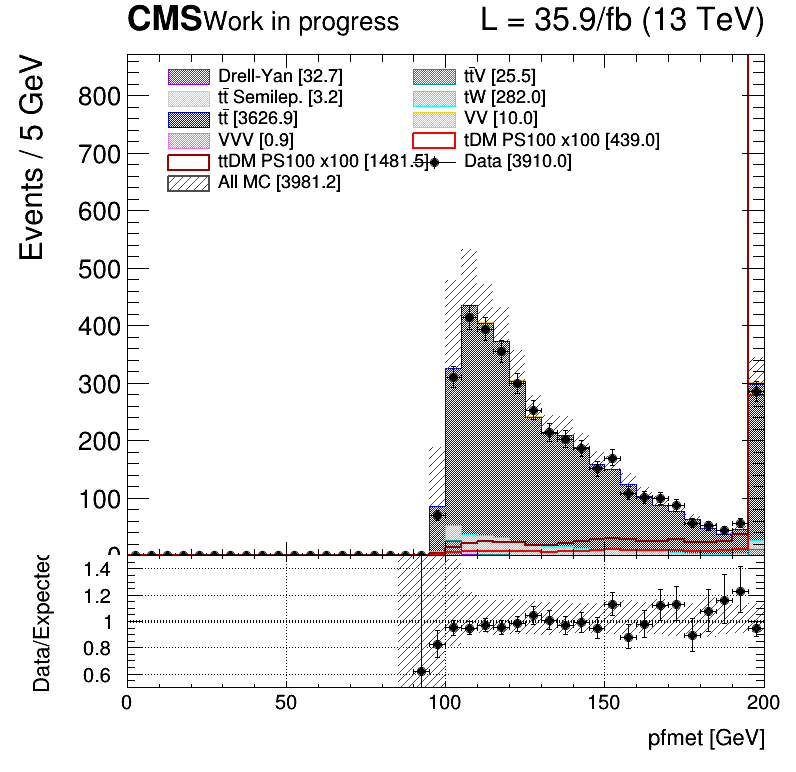 CMS Work in progress L = 35.9/fb (13 TeV)
Events / 5 GeV
800
700
600
500
400
300
200
100
0
Drell-Yan [32.7] tt̄V [25.5]
tt̄ Semilep. [3.2] tW [282.0]
tt̄ [3626.9] VV [10.0]
VVV [0.9] tDM PS100 x100 [439.0]
ttDM PS100 x100 [1481.5] Data [3910.0]
All MC [3981.2]
Data/Expected
1.4
1.2
1
0.8
0.6
0 50 100 150 200
pfmet [GeV]